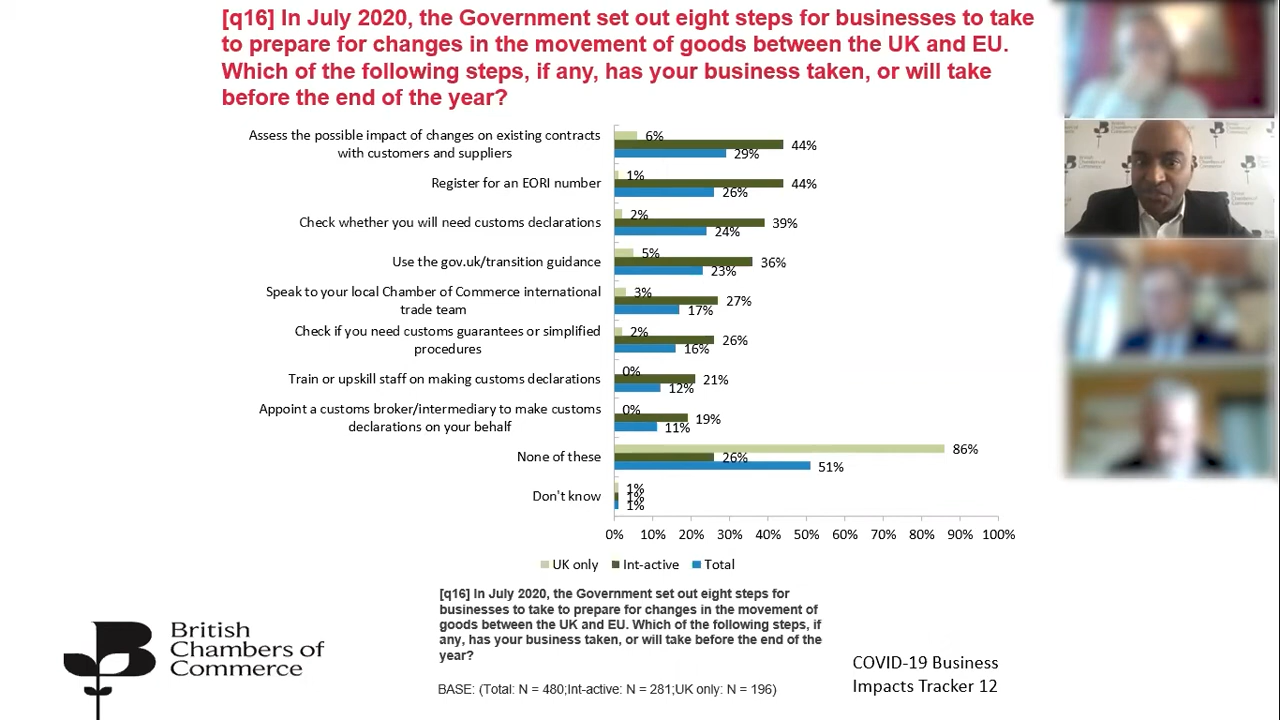 [q16] In July 2020, the Government set out eight steps for businesses to take
to prepare for changes in the movement of goods between the UK and EU.
Which of the following steps, if any, has your business taken, or will take
before the end of the year?
Assess the possible impact of changes on existing contracts
with customers and suppliers
6%
44%
29%
Register for an EORI number
1%
44%
26%
Check whether you will need customs declarations
2%
39%
24%
Use the gov.uk/transition guidance
5%
36%
23%
Speak to your local Chamber of Commerce international
trade team
3%
27%
17%
Check if you need customs guarantees or simplified
procedures
2%
26%
16%
Train or upskill staff on making customs declarations
0%
21%
12%
Appoint a customs broker/intermediary to make customs
declarations on your behalf
0%
19%
11%
None of these
86%
26%
51%
Don't know
1%
1%
1%
0% 10% 20% 30% 40% 50% 60% 70% 80% 90% 100%
UK only Int-active Total
[q16] In July 2020, the Government set out eight steps for
businesses to take to prepare for changes in the movement of
goods between the UK and EU. Which of the following steps, if
any, has your business taken, or will take before the end of the
year?
BASE: (Total: N = 480;Int-active: N = 281;UK only: N = 196)
British
Chambers of
Commerce
COVID-19 Business
Impacts Tracker 12
British
Chambers of
Commerce